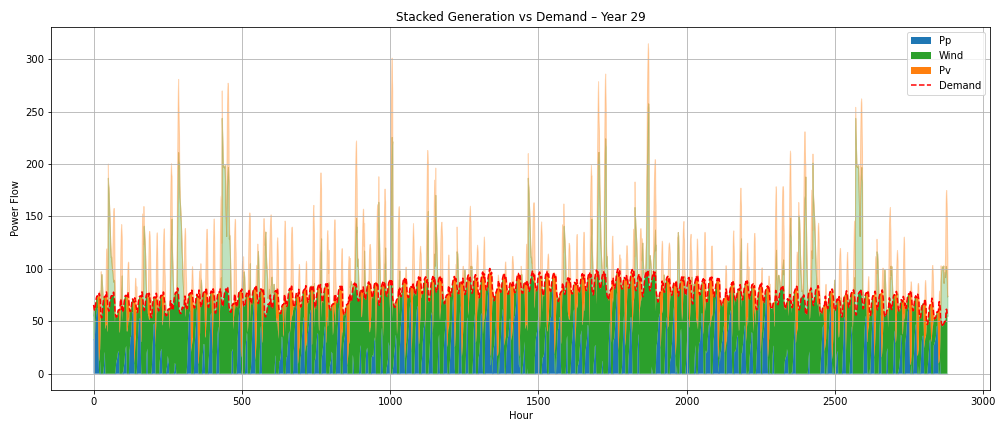 Stacked Generation vs Demand – Year 29
Pp
Wind
Pv
Demand
Power Flow
300
250
200
150
100
50
0
0 500 1000 1500 2000 2500 3000
Hour